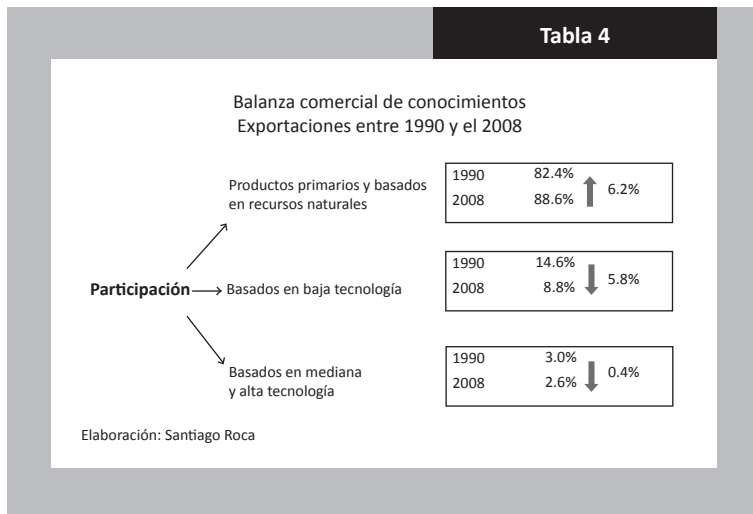 Tabla 4
Balanza comercial de conocimientos
Exportaciones entre 1990 y el 2008
Participación
Productos primarios y basados
en recursos naturales
1990 82.4%
2008 88.6%
6.2%
Basados en baja tecnología
1990 14.6%
2008 8.8%
5.8%
Basados en mediana
y alta tecnología
1990 3.0%
2008 2.6%
0.4%
Elaboración: Santiago Roca